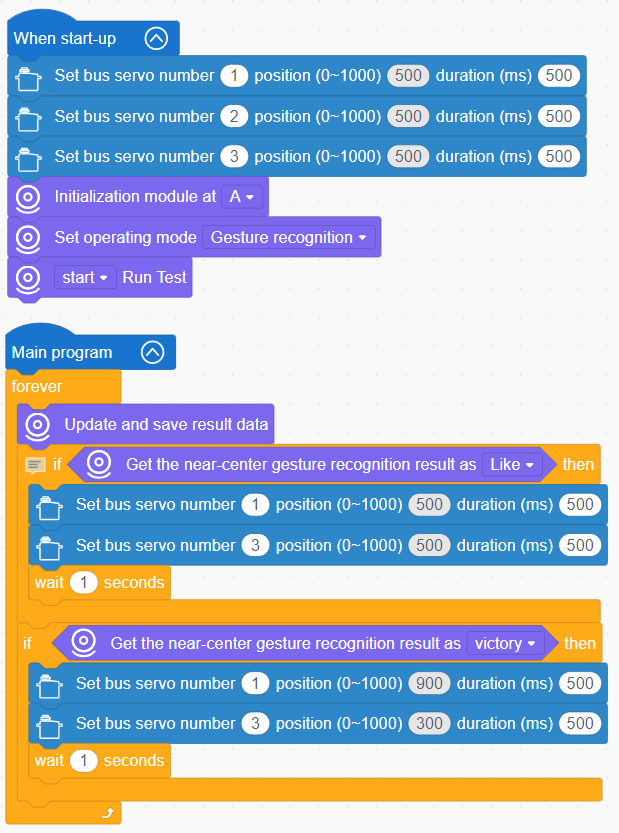 When start-up
Set bus servo number 1 position (0~1000) 500 duration (ms) 500
Set bus servo number 2 position (0~1000) 500 duration (ms) 500
Set bus servo number 3 position (0~1000) 500 duration (ms) 500
Initialization module at A
Set operating mode Gesture recognition
start Run Test
Main program
forever
Update and save result data
if Get the near-center gesture recognition result as Like then
Set bus servo number 1 position (0~1000) 500 duration (ms) 500
Set bus servo number 3 position (0~1000) 500 duration (ms) 500
wait 1 seconds
if Get the near-center gesture recognition result as victory then
Set bus servo number 1 position (0~1000) 900 duration (ms) 500
Set bus servo number 3 position (0~1000) 300 duration (ms) 500
wait 1 seconds